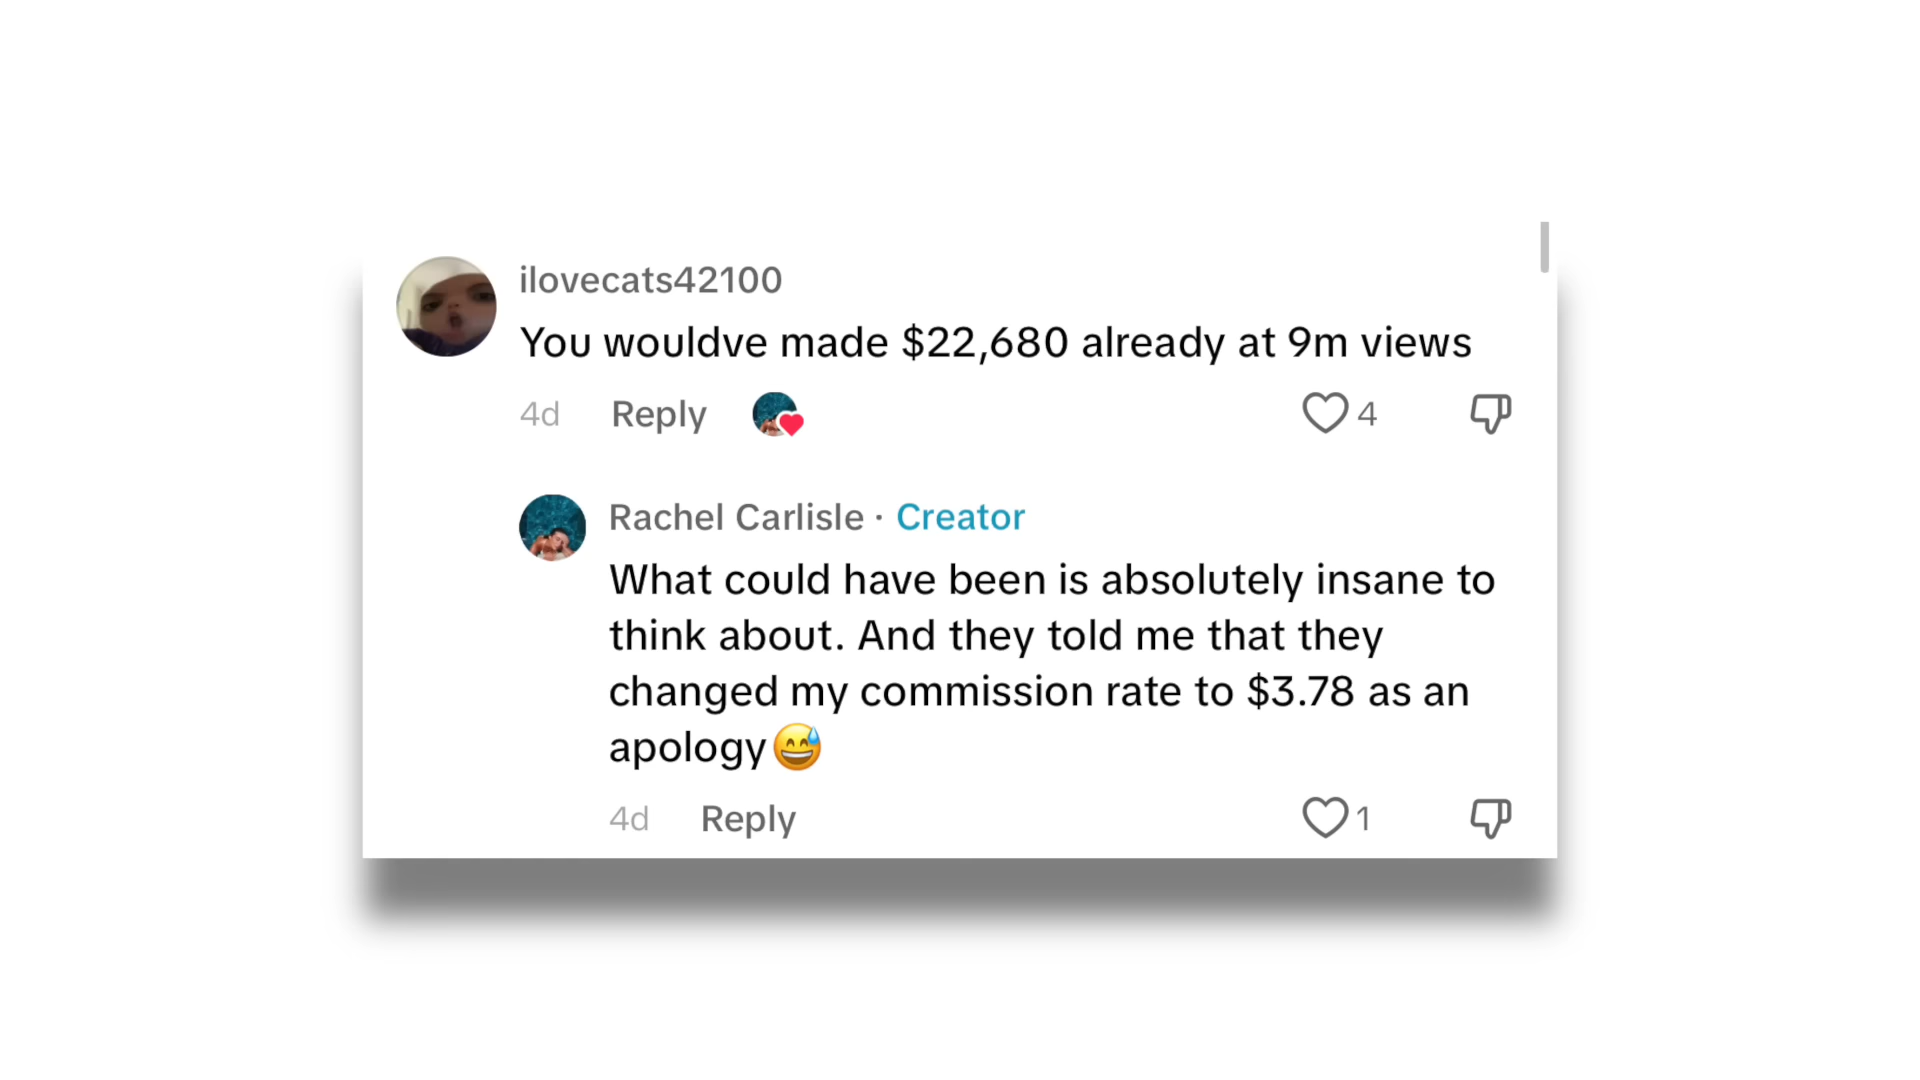 ilovecats42100
You wouldve made $22,680 already at 9m views
4d Reply 4
Rachel Carlisle · Creator
What could have been is absolutely insane to
think about. And they told me that they
changed my commission rate to $3.78 as an
apology😅
4d Reply 1